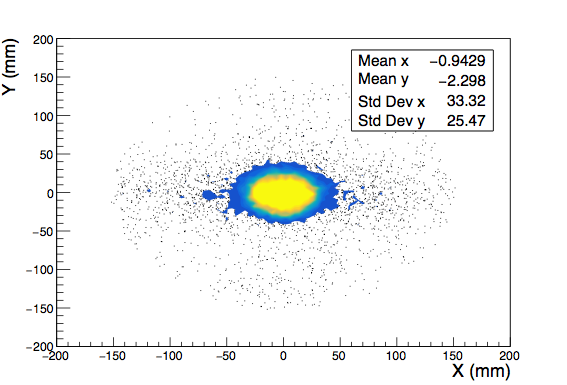 Y (mm)
200
150
100
50
0
−50
−100
−150
−200
Mean x −0.9429
Mean y −2.298
Std Dev x 33.32
Std Dev y 25.47
−200 −150 −100 −50 0 50 100 150 200
X (mm)